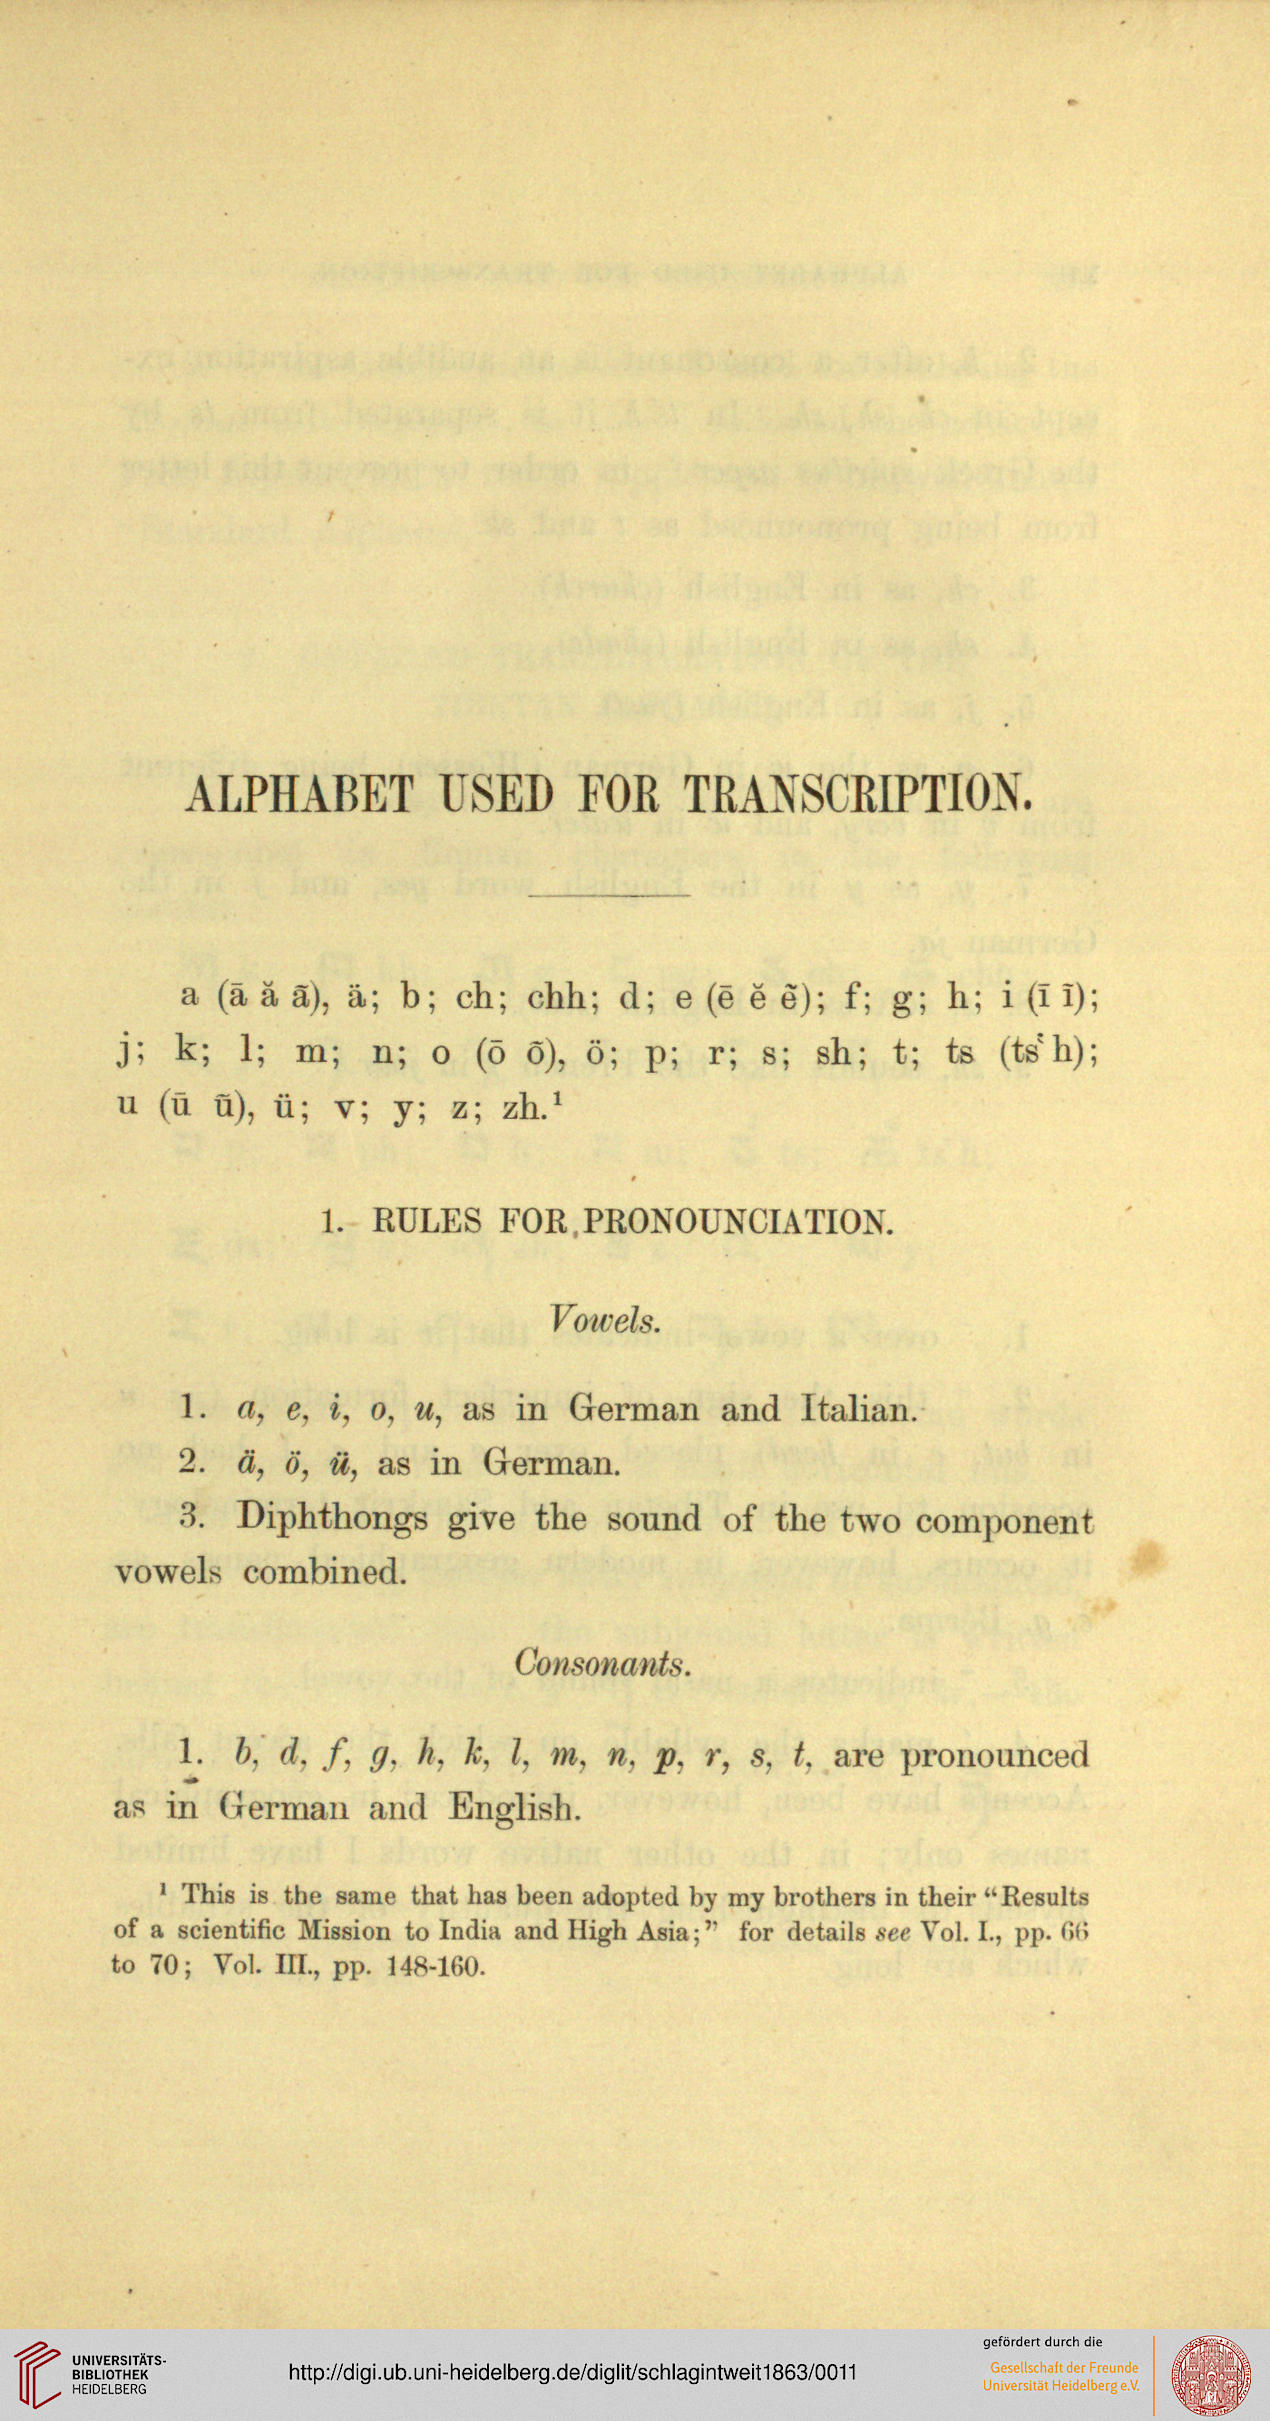 ALPHABET USED FOR TRANSCRIPTION.
a (ā ă ã), ä; b; ch; chh; d; e (ē ĕ ẽ); f; g; h; i (ī ĩ);
j; k; l; m; n; o (ō õ), ö; p; r; s; sh; t; ts (tsʽh);
u (ū ũ), ü; v; y; z; zh.¹
1. RULES FOR PRONOUNCIATION.
Vowels.
1. a, e, i, o, u, as in German and Italian.
2. ä, ö, ü, as in German.
3. Diphthongs give the sound of the two component
vowels combined.
Consonants.
1. b, d, f, g, h, k, l, m, n, p, r, s, t, are pronounced
as in German and English.
¹ This is the same that has been adopted by my brothers in their “Results
of a scientific Mission to India and High Asia;” for details see Vol. I., pp. 66
to 70; Vol. III., pp. 148-160.
UNIVERSITÄTS-
BIBLIOTHEK
HEIDELBERG
http://digi.ub.uni-heidelberg.de/diglit/schlagintweit1863/0011
gefördert durch die
Gesellschaft der Freunde
Universität Heidelberg e.V.